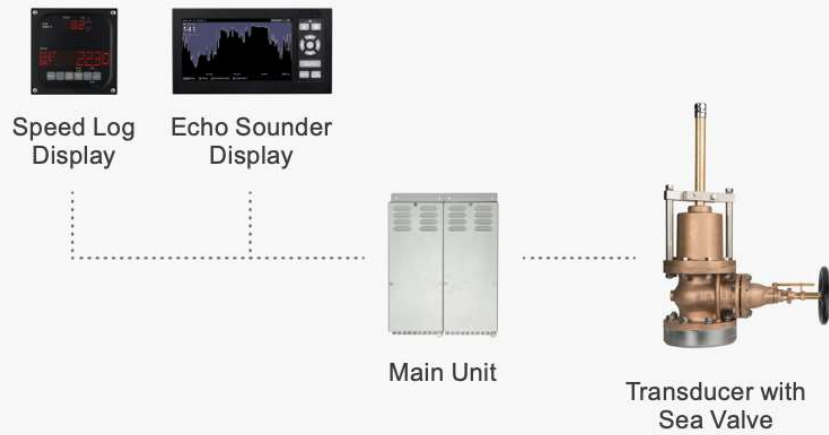 Speed Log
Display
Echo Sounder
Display
Main Unit
Transducer with
Sea Valve